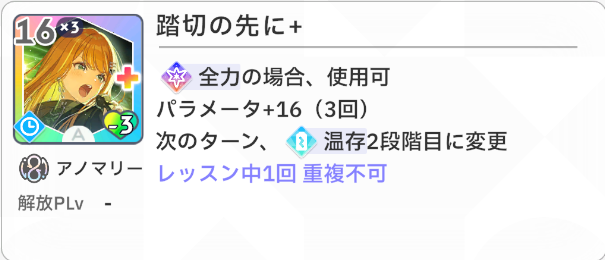 踏切の先に+
16 ×3
全力の場合、使用可
パラメータ+16（3回）
次のターン、温存2段階目に変更
レッスン中1回 重複不可
A
-3
アノマリー
解放PLv -